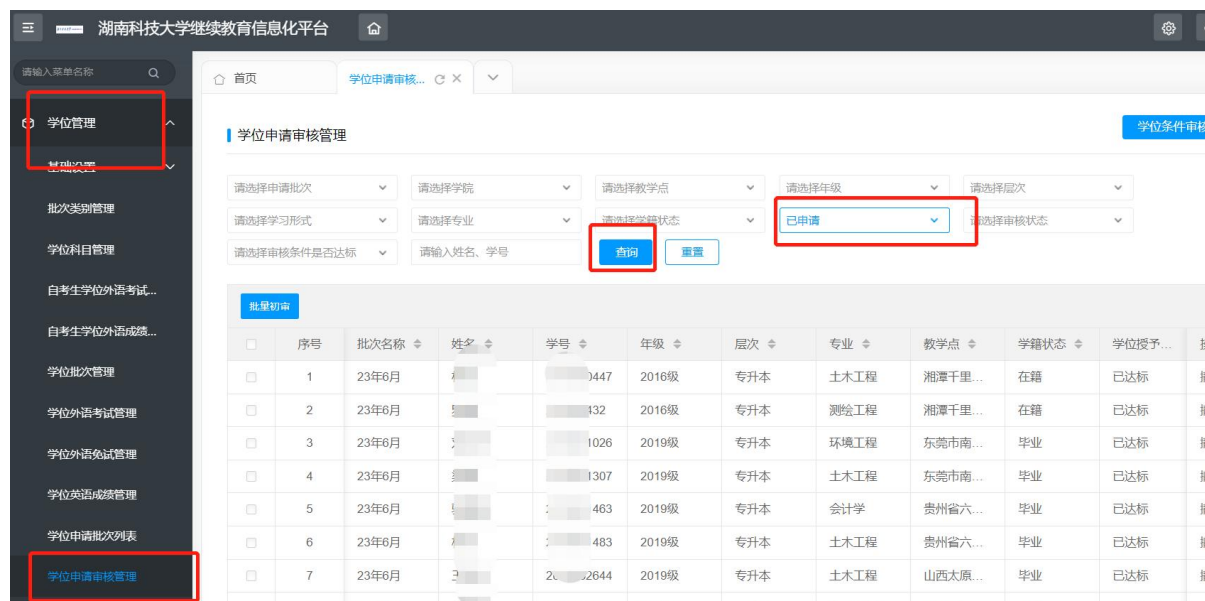 湖南科技大学继续教育信息化平台
请输入菜单名称
首页
学位申请审核...
学位管理
基础设置
批次类别管理
学位科目管理
自考生学位外语考试...
自考生学位外语成绩...
学位批次管理
学位外语考试管理
学位外语免试管理
学位英语成绩管理
学位申请批次列表
学位申请审核管理
学位申请审核管理
学位条件审核
请选择申请批次 请选择学院 请选择教学点 请选择年级 请选择层次
请选择学习形式 请选择专业 请选择学籍状态 已申请 请选择审核状态
请选择审核条件是否达标 请输入姓名、学号 查询 重置
批量初审
序号 批次名称 姓名 学号 年级 层次 专业 教学点 学籍状态 学位授予...
1 23年6月 0447 2016级 专升本 土木工程 湘潭千里... 在籍 已达标
2 23年6月 432 2016级 专升本 测绘工程 湘潭千里... 在籍 已达标
3 23年6月 1026 2019级 专升本 环境工程 东莞市南... 毕业 已达标
4 23年6月 1307 2019级 专升本 土木工程 东莞市南... 毕业 已达标
5 23年6月 463 2019级 专升本 会计学 贵州省六... 毕业 已达标
6 23年6月 483 2019级 专升本 土木工程 贵州省六... 毕业 已达标
7 23年6月 2644 2019级 专升本 土木工程 山西太原... 毕业 已达标